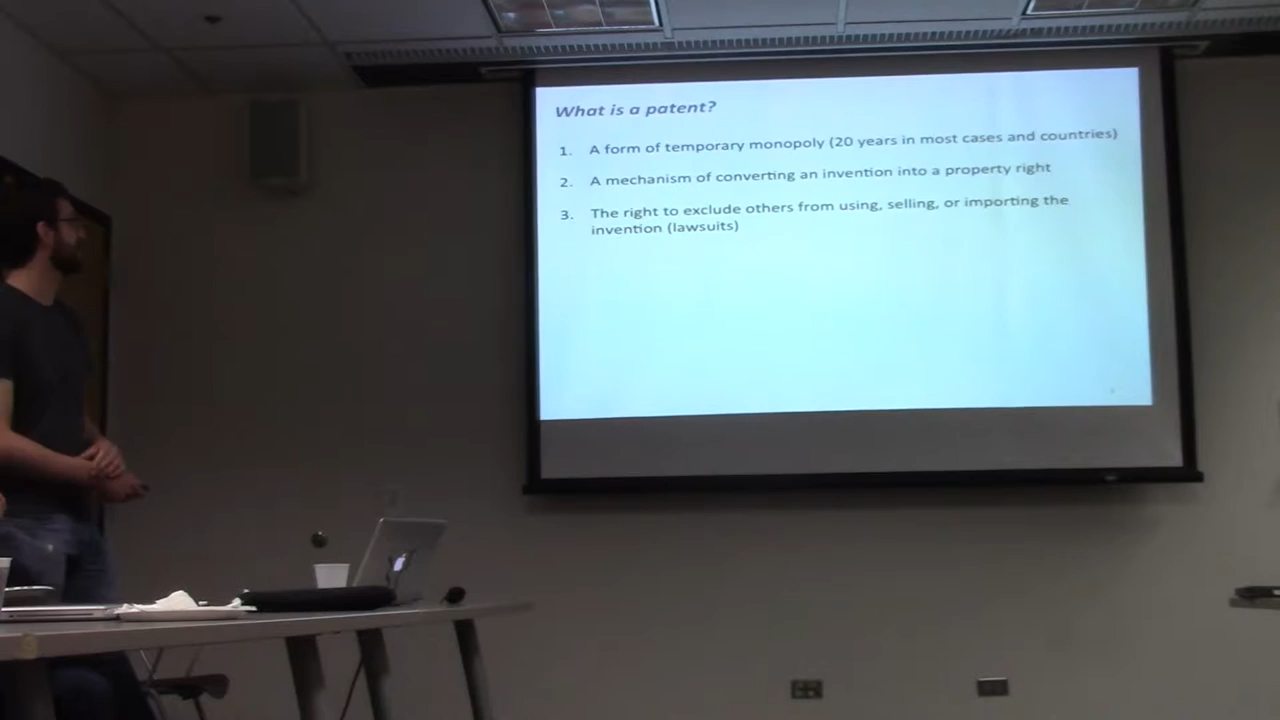 What is a patent?
1. A form of temporary monopoly (20 years in most cases and countries)
2. A mechanism of converting an invention into a property right
3. The right to exclude others from using, selling, or importing the
invention (lawsuits)